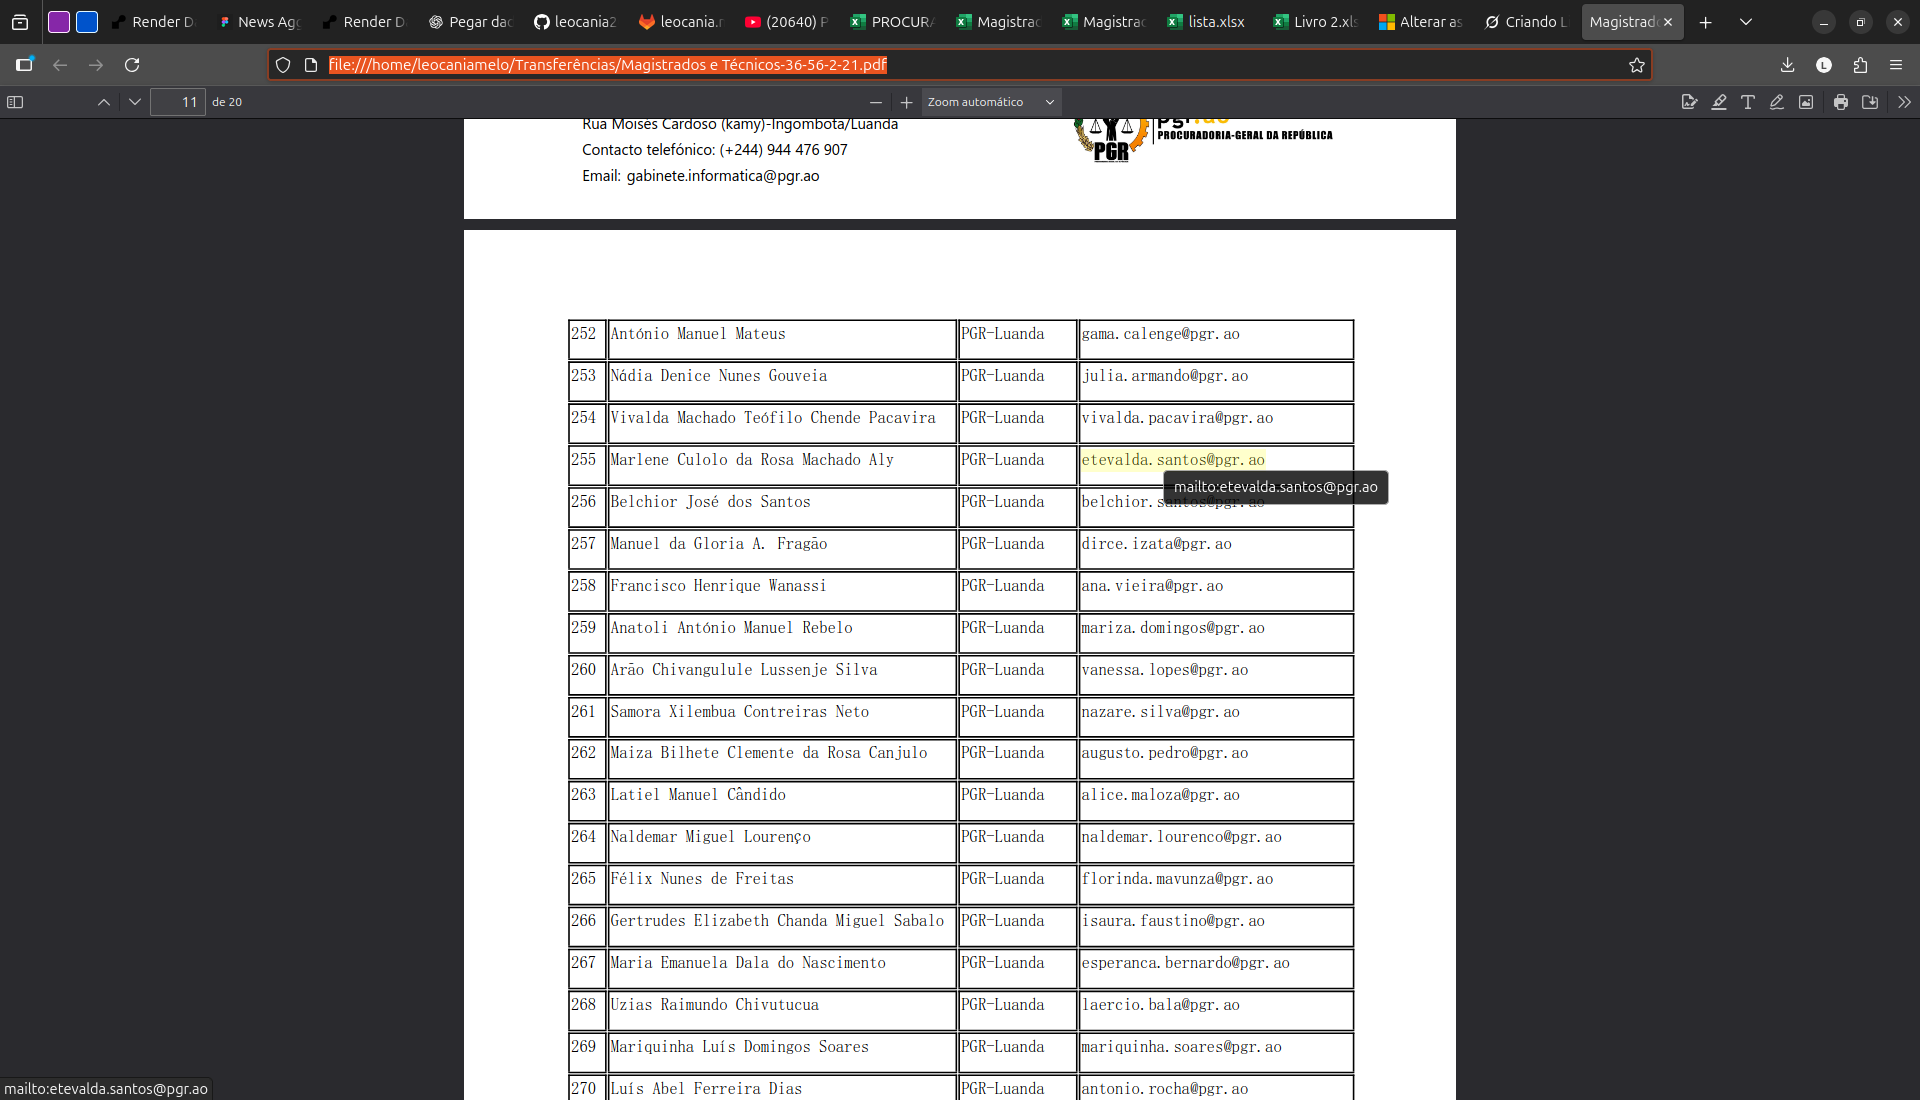 Render D
News Agg
Render D
Pegar dad
leocania2
leocania.r
(20640) P
PROCURA
Magistrad
Magistrad
lista.xlsx
Livro 2.xls
Alterar as
Criando L
Magistrad
file:///home/leocaniamelo/Transferências/Magistrados e Técnicos-36-56-2-21.pdf
L
11 de 20
Zoom automático
Rua Moisés Cardoso (kamy)-Ingombota/Luanda
Contacto telefónico: (+244) 944 476 907
Email: gabinete.informatica@pgr.ao
PGR
pgr.ao
PROCURADORIA-GERAL DA REPÚBLICA
252 António Manuel Mateus PGR-Luanda gama.calenge@pgr.ao
253 Nádia Denice Nunes Gouveia PGR-Luanda julia.armando@pgr.ao
254 Vivalda Machado Teófilo Chende Pacavira PGR-Luanda vivalda.pacavira@pgr.ao
255 Marlene Culolo da Rosa Machado Aly PGR-Luanda etevalda.santos@pgr.ao
mailto:etevalda.santos@pgr.ao
256 Belchior José dos Santos PGR-Luanda belchior.santos@pgr.ao
257 Manuel da Gloria A. Fragão PGR-Luanda dirce.izata@pgr.ao
258 Francisco Henrique Wanassi PGR-Luanda ana.vieira@pgr.ao
259 Anatoli António Manuel Rebelo PGR-Luanda mariza.domingos@pgr.ao
260 Arão Chivangulule Lussenje Silva PGR-Luanda vanessa.lopes@pgr.ao
261 Samora Xilembua Contreiras Neto PGR-Luanda nazare.silva@pgr.ao
262 Maiza Bilhete Clemente da Rosa Canjulo PGR-Luanda augusto.pedro@pgr.ao
263 Latiel Manuel Cândido PGR-Luanda alice.maloza@pgr.ao
264 Naldemar Miguel Lourenço PGR-Luanda naldemar.lourenco@pgr.ao
265 Félix Nunes de Freitas PGR-Luanda florinda.mavunza@pgr.ao
266 Gertrudes Elizabeth Chanda Miguel Sabalo PGR-Luanda isaura.faustino@pgr.ao
267 Maria Emanuela Dala do Nascimento PGR-Luanda esperanca.bernardo@pgr.ao
268 Uzias Raimundo Chivutucua PGR-Luanda laercio.bala@pgr.ao
269 Mariquinha Luís Domingos Soares PGR-Luanda mariquinha.soares@pgr.ao
270 Luís Abel Ferreira Dias PGR-Luanda antonio.rocha@pgr.ao
mailto:etevalda.santos@pgr.ao